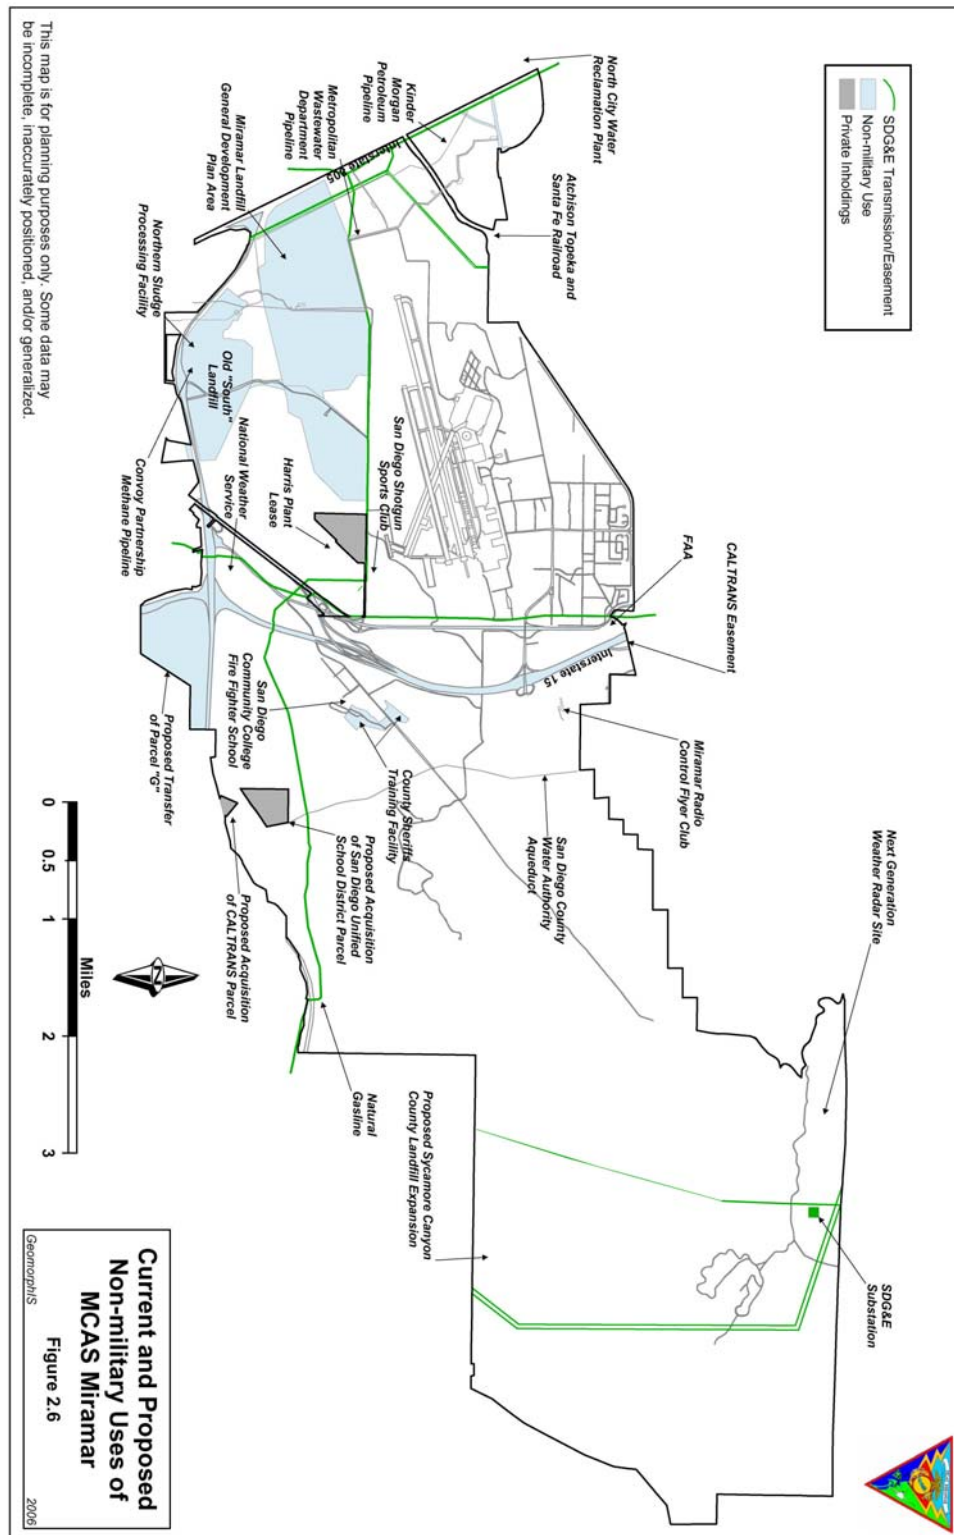 SDG&E Transmission/Easement
Non-military Use
Private Inholdings
North City Water
Reclamation Plant
Kinder
Morgan
Petroleum
Pipeline
Metropolitan
Wastewater
Department
Pipeline
Miramar Landfill
General Development
Plan Area
Interstate 805
Atchison Topeka and
Santa Fe Railroad
Northern Sludge
Processing Facility
Old "South"
Landfill
National Weather
Service
Convoy Partnership
Methane Pipeline
Harris Plant
Lease
San Diego Shotgun
Sports Club
FAA
CALTRANS Easement
Interstate 15
Miramar Radio
Control Flyer Club
San Diego
Community College
Fire Fighter School
County Sheriffs
Training Facility
San Diego County
Water Authority
Aqueduct
Next Generation
Weather Radar Site
Proposed Transfer
of Parcel "G"
Proposed Acquisition
of San Diego Unified
School District Parcel
Proposed Acquisition
of CALTRANS Parcel
Natural
Gasline
Proposed Sycamore Canyon
County Landfill Expansion
SDG&E
Substation
0 0.5 1 2 3
Miles
N
This map is for planning purposes only. Some data may
be incomplete, inaccurately positioned, and/or generalized.
Current and Proposed
Non-military Uses of
MCAS Miramar
Figure 2.6
GeomorphIS 2006